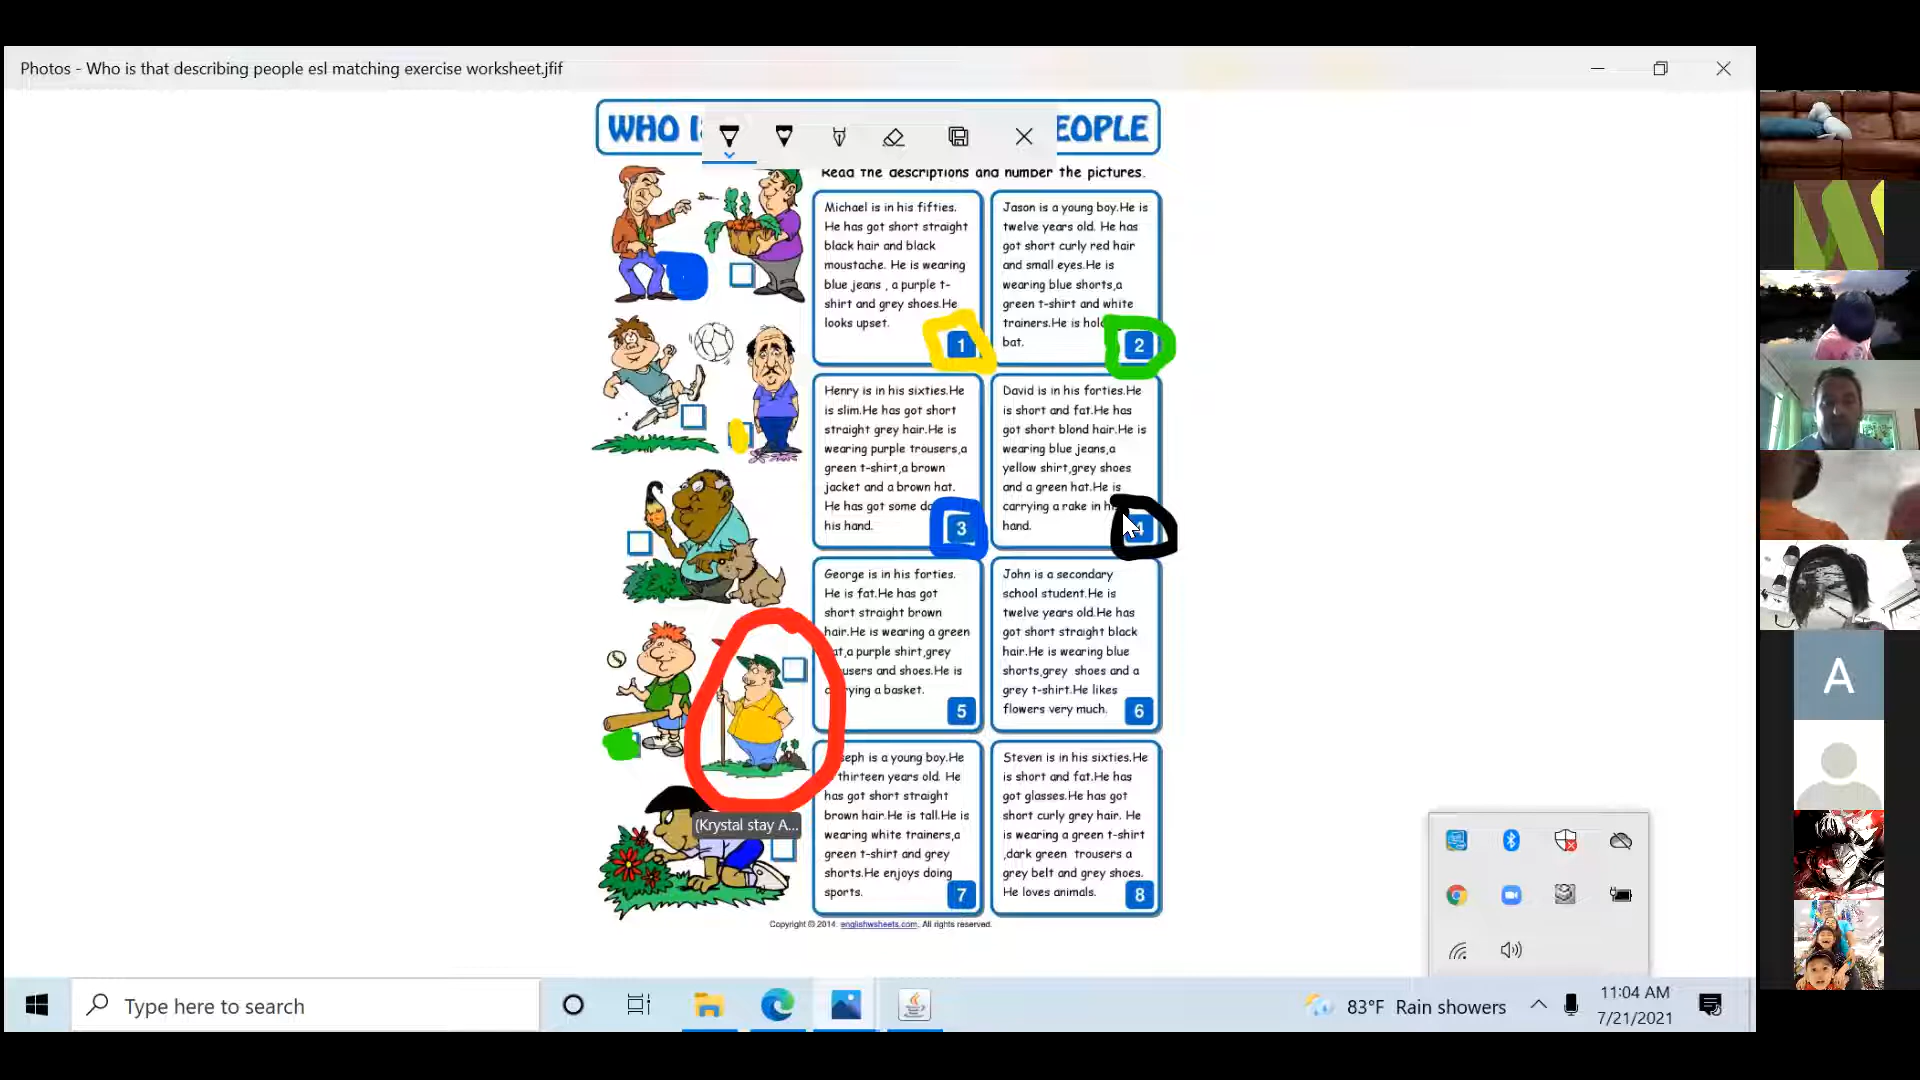 Photos - Who is that describing people esl matching exercise worksheet.jfif
WHO I
EOPLE
Read the descriptions and number the pictures.
Michael is in his fifties.
He has got short straight
black hair and black
moustache. He is wearing
blue jeans , a purple t-
shirt and grey shoes.He
looks upset.
1
Jason is a young boy.He is
twelve years old. He has
got short curly red hair
and small eyes.He is
wearing blue shorts,a
green t-shirt and white
trainers.He is hol
bat.
2
Henry is in his sixties.He
is slim.He has got short
straight grey hair.He is
wearing purple trousers,a
green t-shirt,a brown
jacket and a brown hat.
He has got some da
his hand.
3
David is in his forties.He
is short and fat.He has
got short blond hair.He is
wearing blue jeans,a
yellow shirt,grey shoes
and a green hat.He is
carrying a rake in hi
hand.
4
George is in his forties.
He is fat.He has got
short straight brown
hair.He is wearing a green
at,a purple shirt,grey
users and shoes.He is
rying a basket.
5
John is a secondary
school student.He is
twelve years old.He has
got short straight black
hair.He is wearing blue
shorts,grey shoes and a
grey t-shirt.He likes
flowers very much.
6
seph is a young boy.He
thirteen years old. He
has got short straight
brown hair.He is tall.He is
wearing white trainers,a
green t-shirt and grey
shorts.He enjoys doing
sports.
7
Steven is in his sixties.He
is short and fat.He has
got glasses.He has got
short curly grey hair. He
is wearing a green t-shirt
,dark green trousers a
grey belt and grey shoes.
He loves animals.
8
(Krystal stay A...
Copyright © 2014. englishwsheets.com. All rights reserved.
A
Type here to search
83°F Rain showers
11:04 AM
7/21/2021